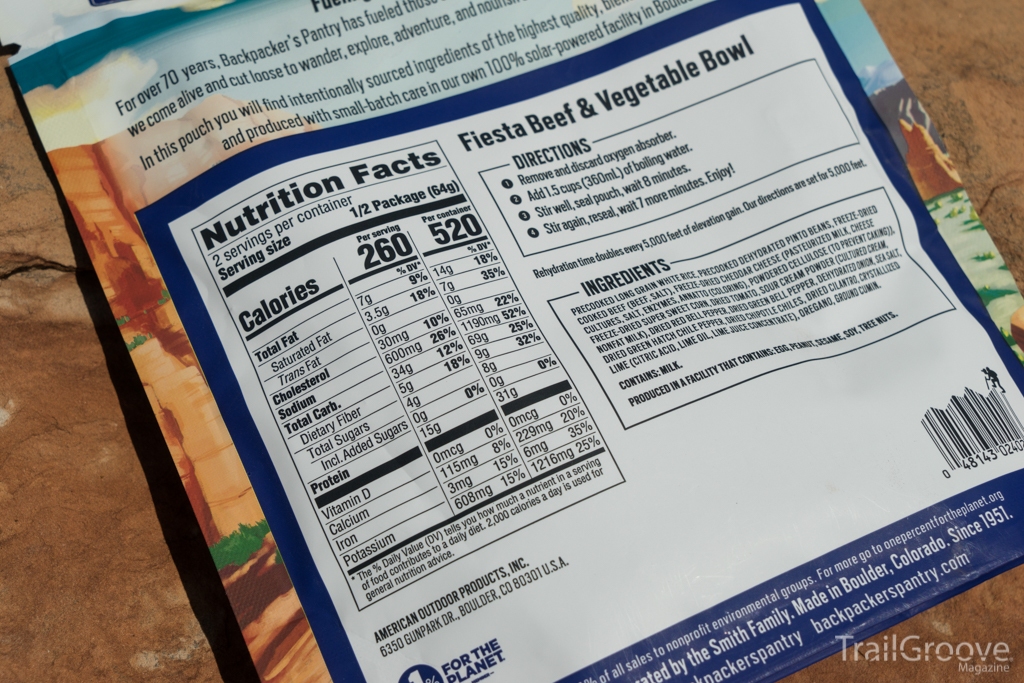 For over 70 years, Backpacker's Pantry has fueled those
we come alive and cut loose to wander, explore, adventure, and
In this pouch you will find intentionally sourced ingredients of the highest quality,
and produced with small-batch care in our own 100% solar-powered facility in Boulder
Fiesta Beef & Vegetable Bowl
Nutrition Facts
2 servings per container
Serving size 1/2 Package (64g)
Per serving Per container
Calories 260 520
% DV* % DV*
Total Fat 7g 9% 14g 18%
Saturated Fat 3.5g 18% 7g 35%
Trans Fat 0g 0g
Cholesterol 30mg 10% 65mg 22%
Sodium 600mg 26% 1190mg 52%
Total Carb. 34g 12% 69g 25%
Dietary Fiber 5g 18% 9g 32%
Total Sugars 4g 8g
Incl. Added Sugars 0g 0% 0g 0%
Protein 15g 31g
Vitamin D 0mcg 0% 0mcg 0%
Calcium 115mg 8% 229mg 20%
Iron 3mg 15% 6mg 35%
Potassium 608mg 15% 1216mg 25%
* The % Daily Value (DV) tells you how much a nutrient in a serving
of food contributes to a daily diet. 2,000 calories a day is used for
general nutrition advice.
DIRECTIONS
1 Remove and discard oxygen absorber.
2 Add 1.5 cups (360mL) of boiling water.
3 Stir well, seal pouch, wait 8 minutes.
4 Stir again, reseal, wait 7 more minutes. Enjoy!
Rehydration time doubles every 5,000 feet of elevation gain. Our directions are set for 5,000 feet.
INGREDIENTS
PRECOOKED LONG GRAIN WHITE RICE, PRECOOKED DEHYDRATED PINTO BEANS, FREEZE-DRIED
COOKED BEEF (BEEF, SALT), FREEZE-DRIED CHEDDAR CHEESE (PASTEURIZED MILK, CHEESE
CULTURES, SALT, ENZYMES, ANNATTO (COLORING), POWDERED CELLULOSE (TO PREVENT CAKING)),
FREEZE-DRIED SUPER SWEET CORN, DRIED TOMATO, SOUR CREAM POWDER (CULTURED CREAM,
NONFAT MILK), DRIED RED BELL PEPPER, DRIED GREEN BELL PEPPER, DEHYDRATED ONION, SEA SALT,
DRIED GREEN HATCH CHILE PEPPER, DRIED CHIPOTLE CHILES, DRIED CILANTRO, CRYSTALLIZED
LIME (CITRIC ACID, LIME OIL, LIME JUICE CONCENTRATE), OREGANO, GROUND CUMIN.
CONTAINS: MILK.
PRODUCED IN A FACILITY THAT CONTAINS: EGG, PEANUT, SESAME, SOY, TREE NUTS.
0 48143 0240
AMERICAN OUTDOOR PRODUCTS, INC.
6350 GUNPARK DR., BOULDER, CO 80301 U.S.A.
1% FOR THE
PLANET
% of all sales to nonprofit environmental groups. For more go to onepercentfortheplanet.org
ated by the Smith Family. Made in Boulder, Colorado. Since 1951.
kpackerspantry backpackerspantry.com
TrailGroove
Magazine